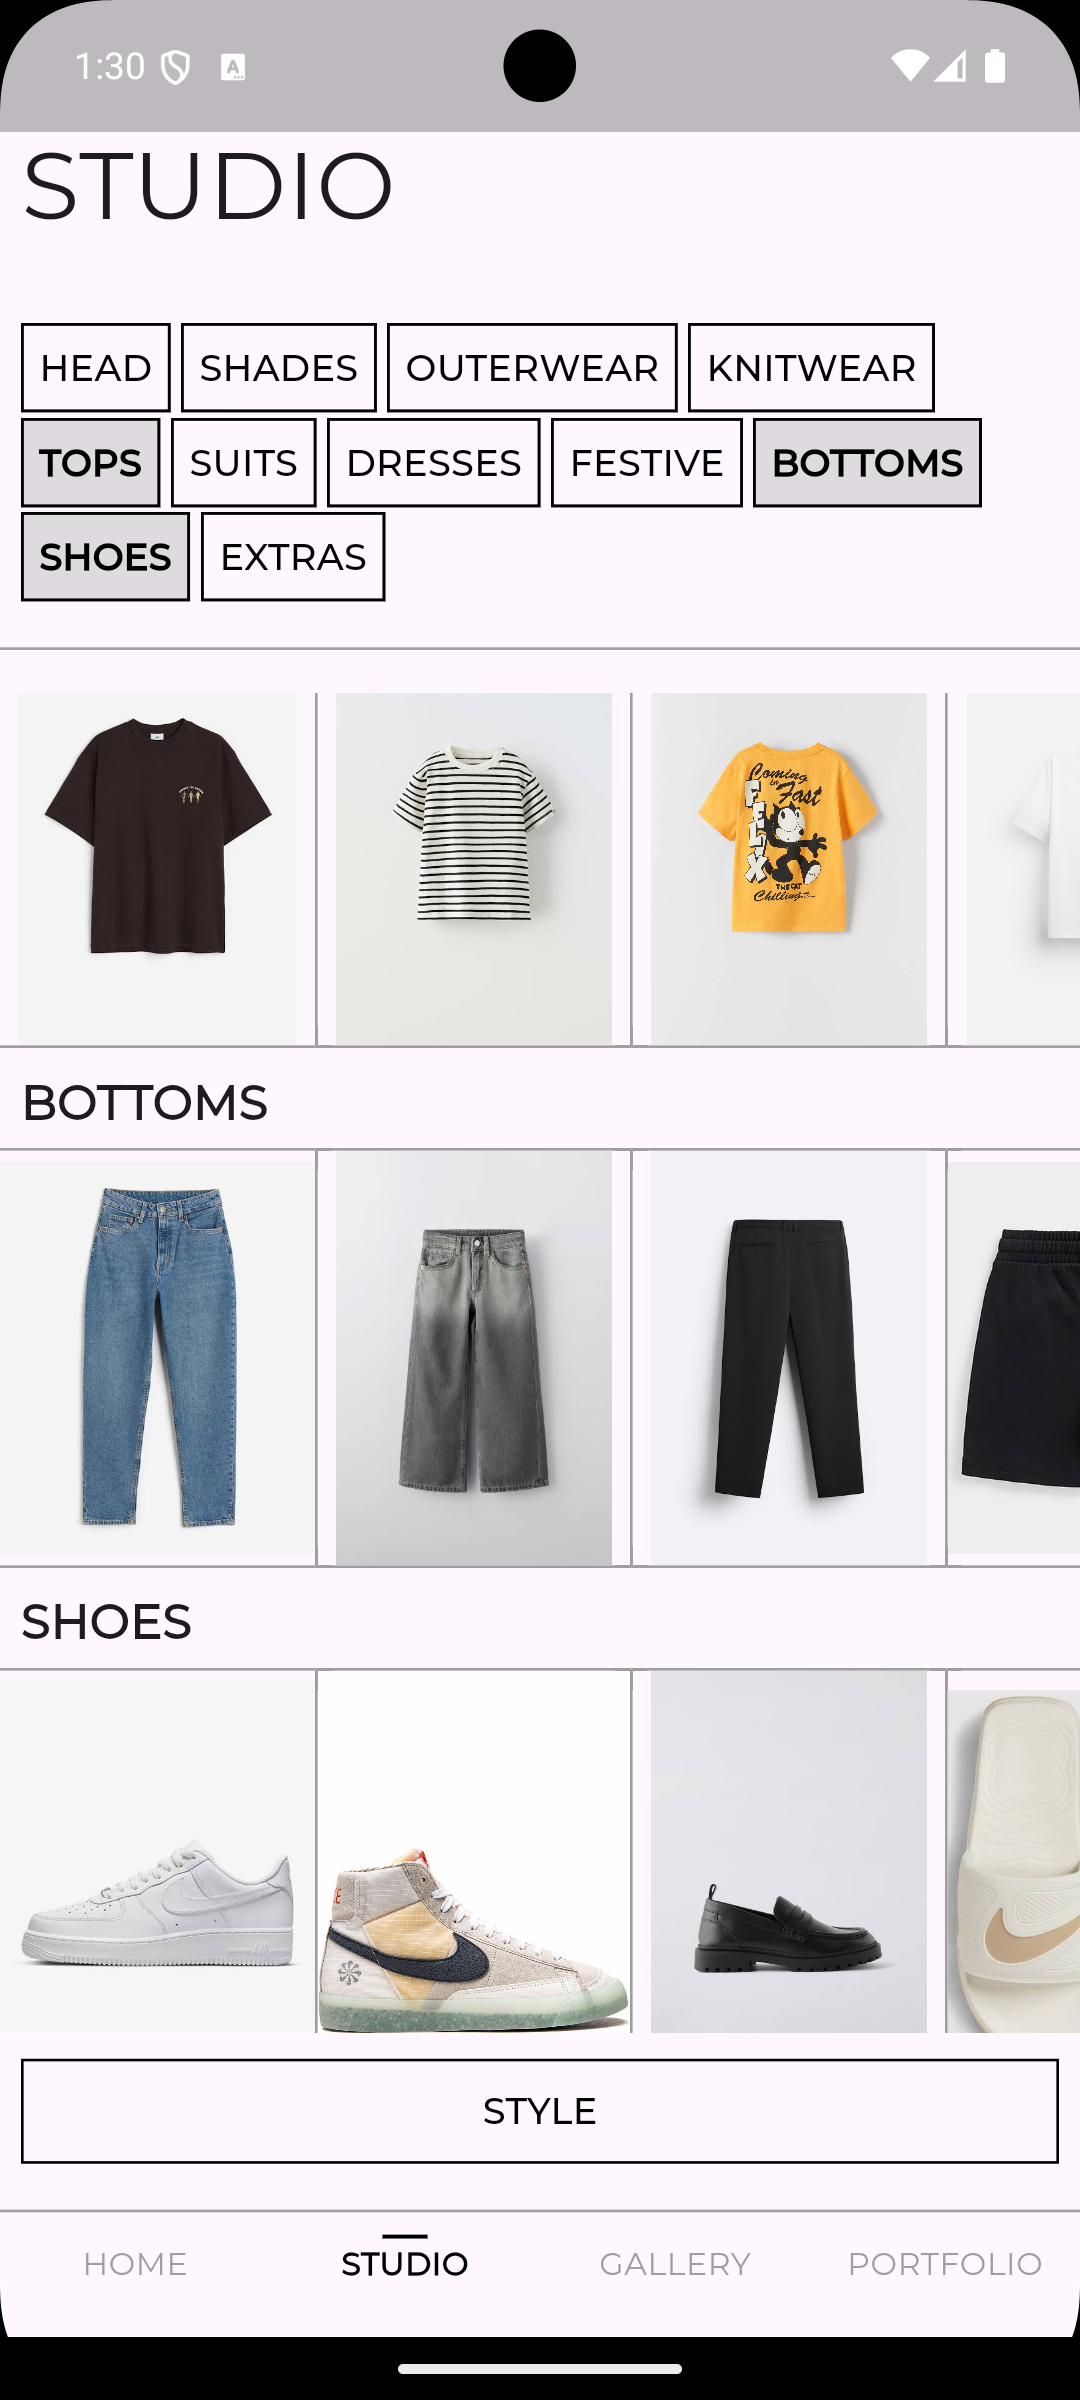 1:30
STUDIO
HEAD SHADES OUTERWEAR KNITWEAR
TOPS SUITS DRESSES FESTIVE BOTTOMS
SHOES EXTRAS
Coming
in Fast
FELIX
THE CAT
BOTTOMS
SHOES
STYLE
HOME STUDIO GALLERY PORTFOLIO